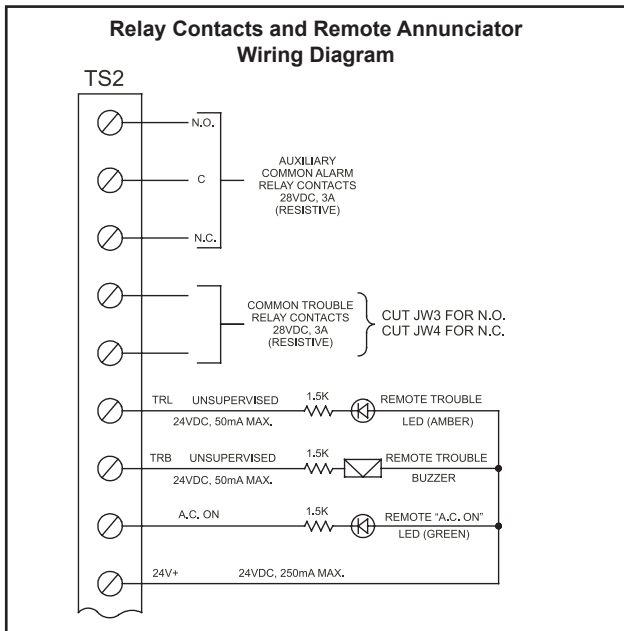 Relay Contacts and Remote Annunciator
Wiring Diagram
TS2
N.O.
C
N.C.
AUXILIARY
COMMON ALARM
RELAY CONTACTS
28VDC, 3A
(RESISTIVE)
COMMON TROUBLE
RELAY CONTACTS
28VDC, 3A
(RESISTIVE)
CUT JW3 FOR N.O.
CUT JW4 FOR N.C.
TRL UNSUPERVISED 1.5K REMOTE TROUBLE
24VDC, 50mA MAX. LED (AMBER)
TRB UNSUPERVISED 1.5K REMOTE TROUBLE
24VDC, 50mA MAX. BUZZER
A.C. ON 1.5K REMOTE "A.C. ON"
LED (GREEN)
24V+ 24VDC, 250mA MAX.